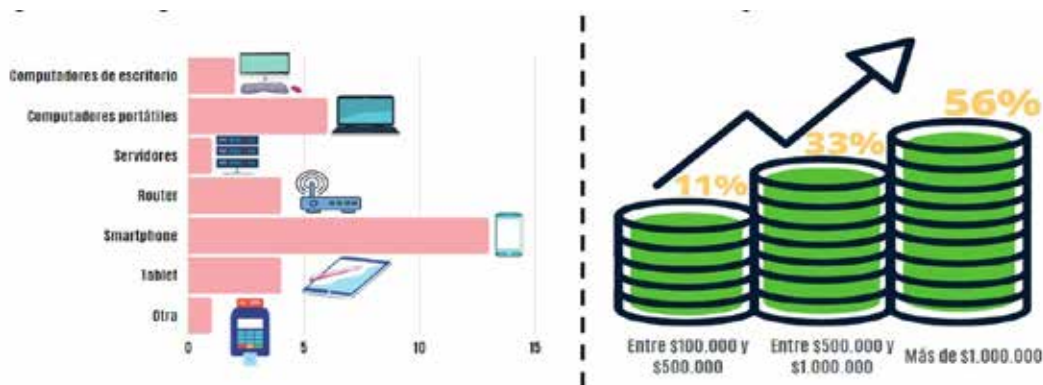 Computadores de escritorio
Computadores portátiles
Servidores
Router
Smartphone
Tablet
Otra
0 5 10 15
11%
33%
56%
Entre $100.000 y
$500.000
Entre $500.000 y
$1.000.000
Más de $1.000.000